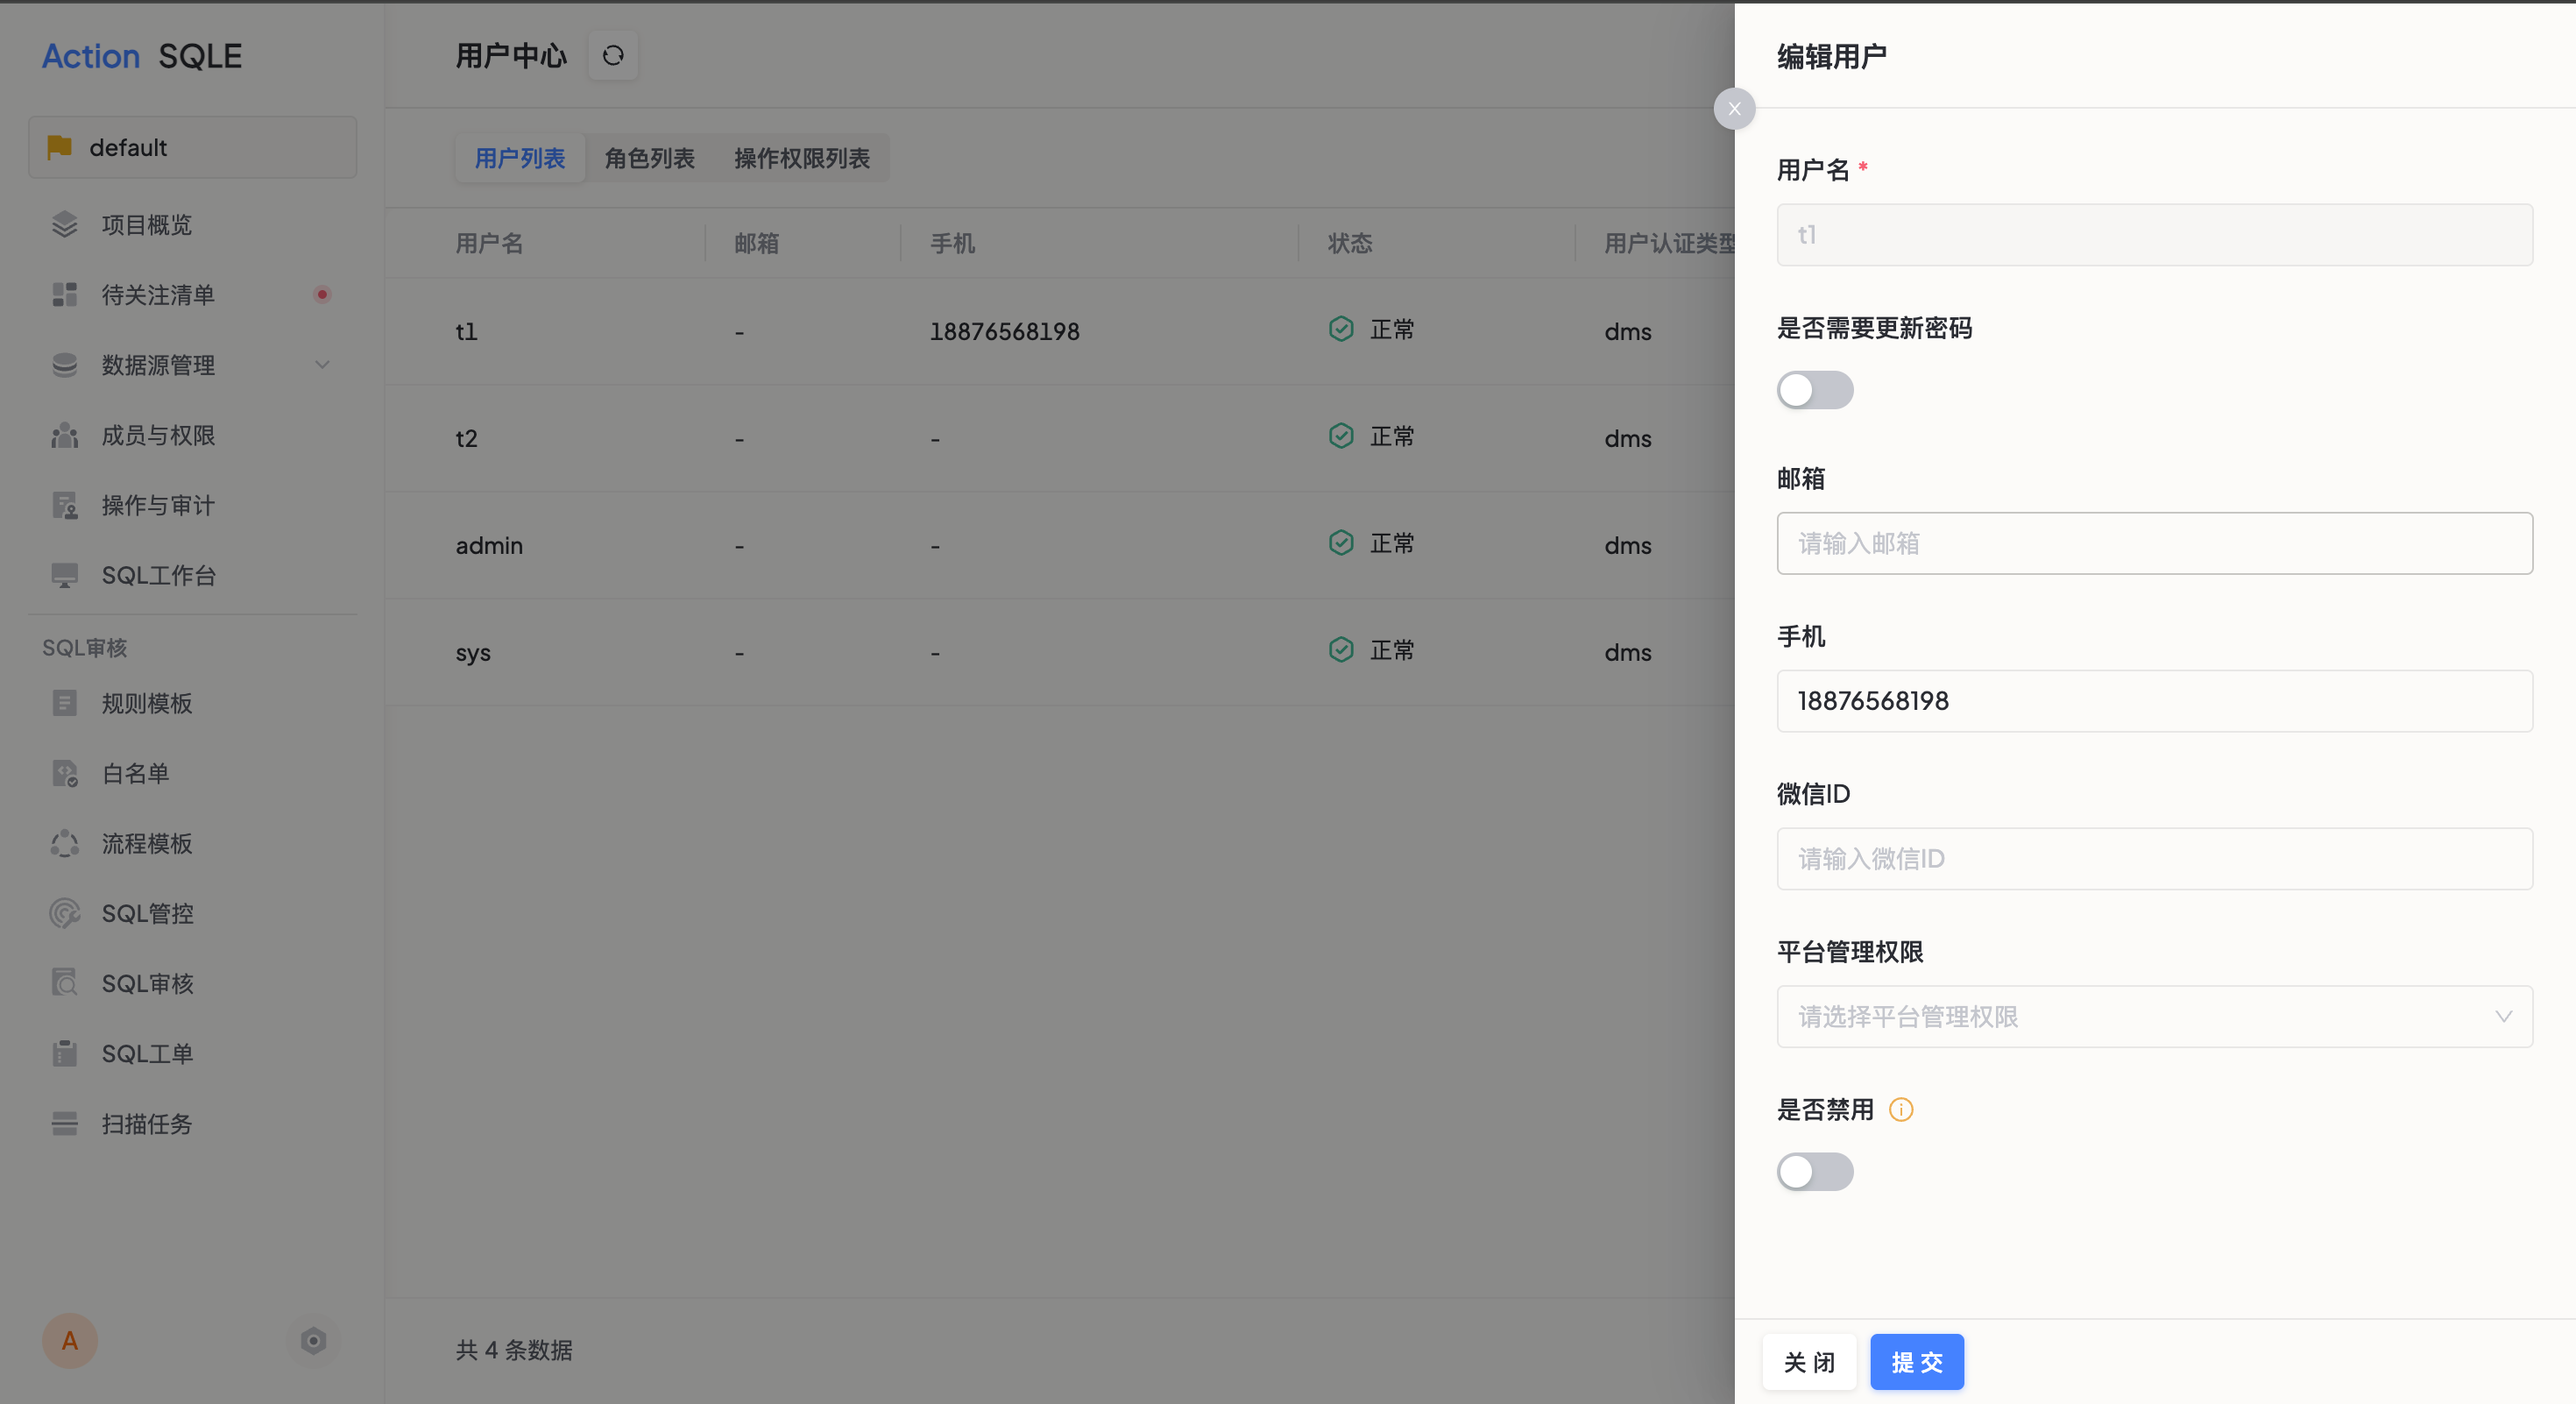 Action SQLE
default
项目概览
待关注清单
数据源管理
成员与权限
操作与审计
SQL工作台
SQL审核
规则模板
白名单
流程模板
SQL管控
SQL审核
SQL工单
扫描任务
A
用户中心
用户列表 角色列表 操作权限列表
用户名 邮箱 手机 状态 用户认证类型
t1 - 18876568198 正常 dms
t2 - - 正常 dms
admin - - 正常 dms
sys - - 正常 dms
共 4 条数据
编辑用户
用户名 *
t1
是否需要更新密码
邮箱
请输入邮箱
手机
18876568198
微信ID
请输入微信ID
平台管理权限
请选择平台管理权限
是否禁用
关 闭 提 交